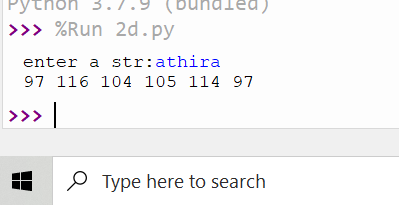 Python 3.7.9 (bundled)
>>> %Run 2d.py
enter a str:athira
97 116 104 105 114 97
>>>
Type here to search